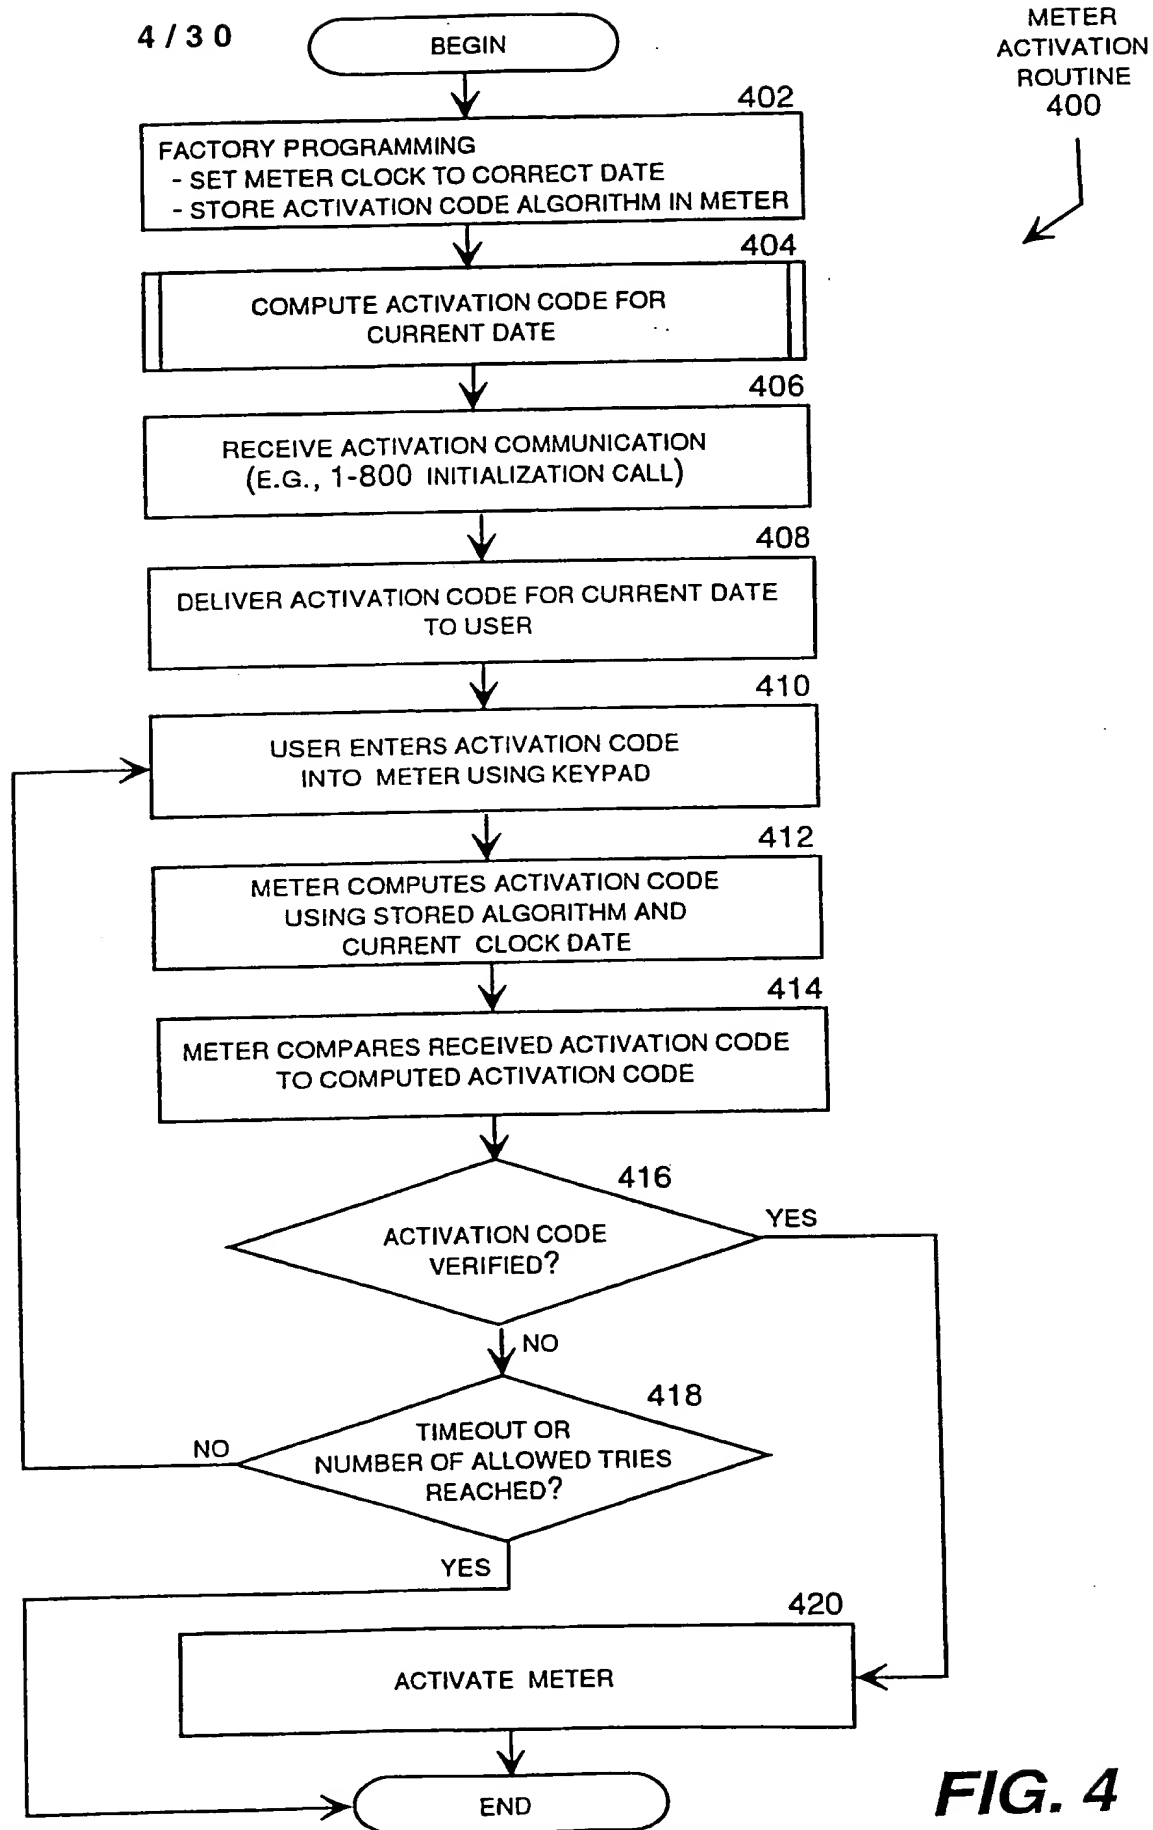 4/30
BEGIN
METER
ACTIVATION
ROUTINE
400
402
FACTORY PROGRAMMING
- SET METER CLOCK TO CORRECT DATE
- STORE ACTIVATION CODE ALGORITHM IN METER
404
COMPUTE ACTIVATION CODE FOR
CURRENT DATE
406
RECEIVE ACTIVATION COMMUNICATION
(E.G., 1-800 INITIALIZATION CALL)
408
DELIVER ACTIVATION CODE FOR CURRENT DATE
TO USER
410
USER ENTERS ACTIVATION CODE
INTO METER USING KEYPAD
412
METER COMPUTES ACTIVATION CODE
USING STORED ALGORITHM AND
CURRENT CLOCK DATE
414
METER COMPARES RECEIVED ACTIVATION CODE
TO COMPUTED ACTIVATION CODE
416
ACTIVATION CODE
VERIFIED?
YES
NO
418
TIMEOUT OR
NUMBER OF ALLOWED TRIES
REACHED?
NO
YES
420
ACTIVATE METER
END
FIG. 4